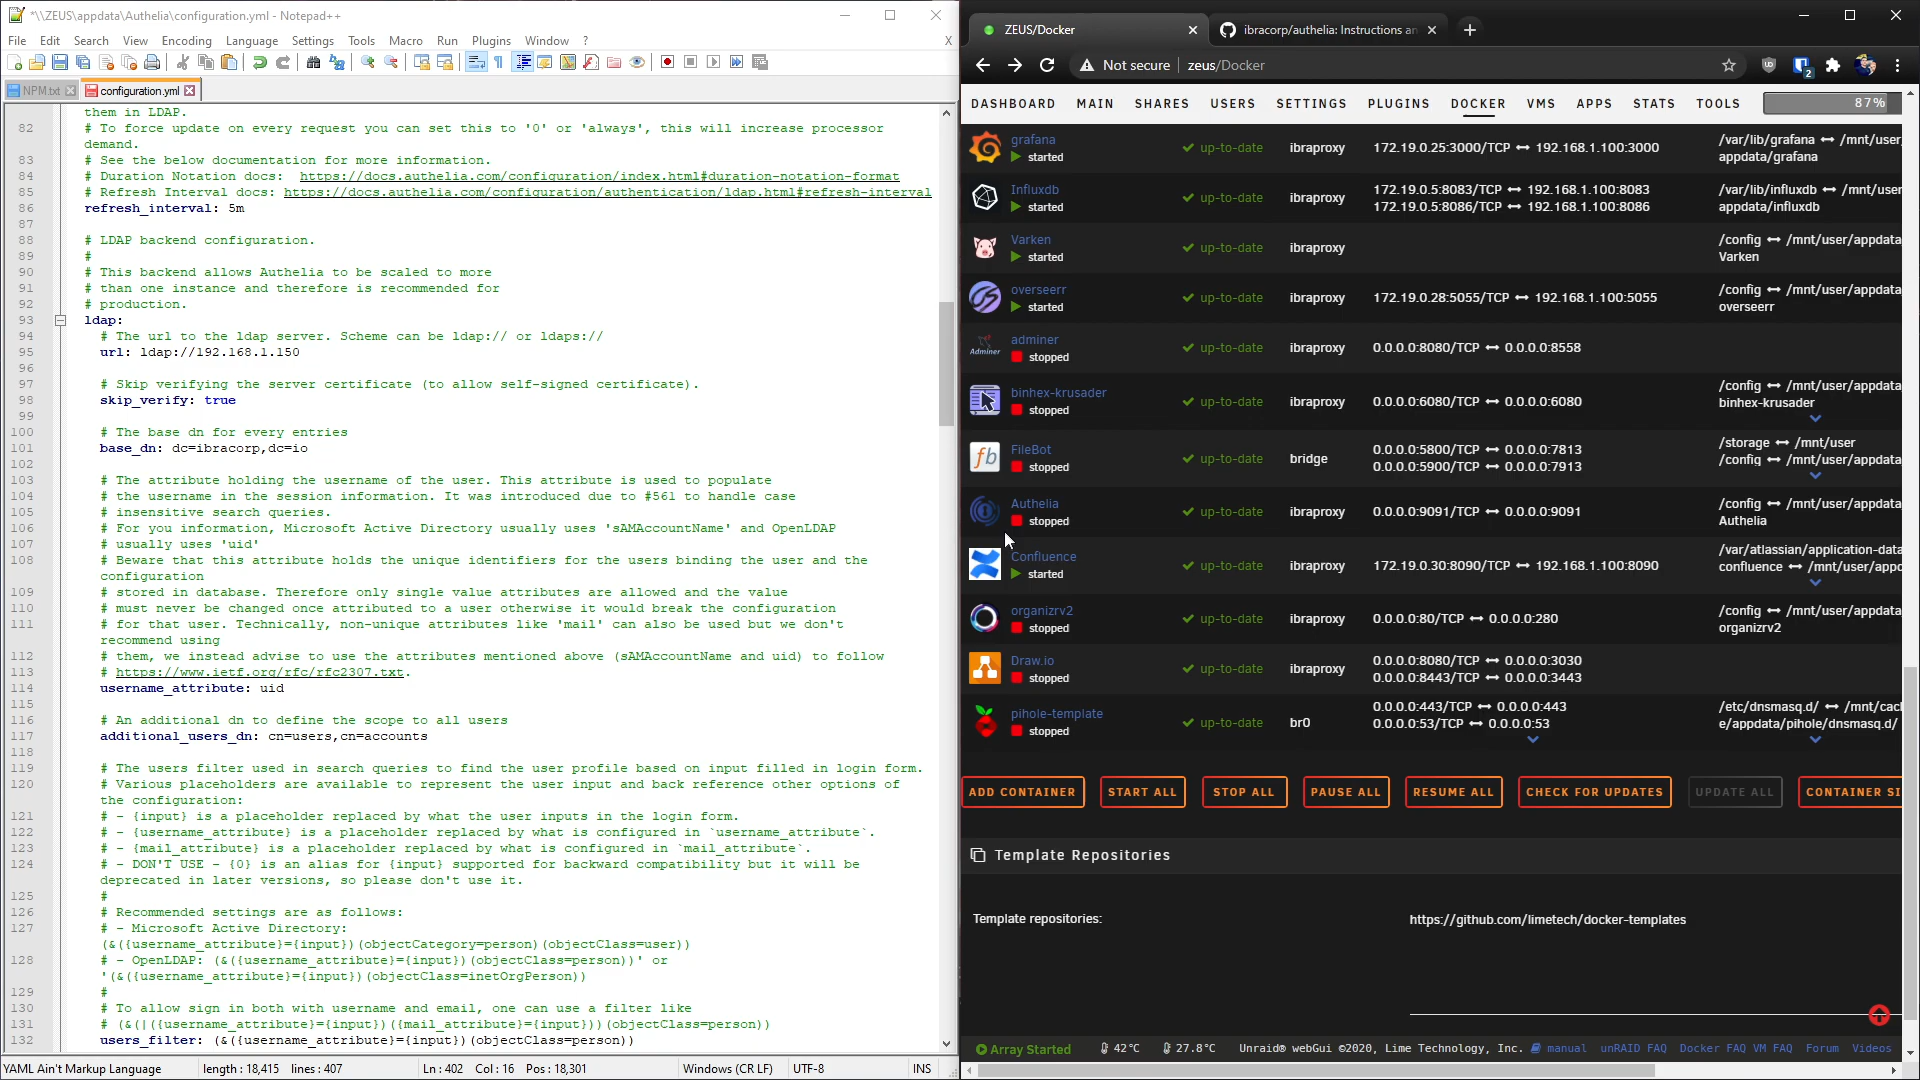 *\\ZEUS\appdata\Authelia\configuration.yml - Notepad++
File Edit Search View Encoding Language Settings Tools Macro Run Plugins Window ? X
NPM.txt configuration.yml
them in LDAP.
82 # To force update on every request you can set this to '0' or 'always', this will increase processor
demand.
83 # See the below documentation for more information.
84 # Duration Notation docs: https://docs.authelia.com/configuration/index.html#duration-notation-format
85 # Refresh Interval docs: https://docs.authelia.com/configuration/authentication/ldap.html#refresh-interval
86 refresh_interval: 5m
87
88 # LDAP backend configuration.
89 #
90 # This backend allows Authelia to be scaled to more
91 # than one instance and therefore is recommended for
92 # production.
93 ldap:
94 # The url to the ldap server. Scheme can be ldap:// or ldaps://
95 url: ldap://192.168.1.150
96
97 # Skip verifying the server certificate (to allow self-signed certificate).
98 skip_verify: true
99
100 # The base dn for every entries
101 base_dn: dc=ibracorp,dc=io
102
103 # The attribute holding the username of the user. This attribute is used to populate
104 # the username in the session information. It was introduced due to #561 to handle case
105 # insensitive search queries.
106 # For you information, Microsoft Active Directory usually uses 'sAMAccountName' and OpenLDAP
107 # usually uses 'uid'
108 # Beware that this attribute holds the unique identifiers for the users binding the user and the
configuration
109 # stored in database. Therefore only single value attributes are allowed and the value
110 # must never be changed once attributed to a user otherwise it would break the configuration
111 # for that user. Technically, non-unique attributes like 'mail' can also be used but we don't
recommend using
112 # them, we instead advise to use the attributes mentioned above (sAMAccountName and uid) to follow
113 # https://www.ietf.org/rfc/rfc2307.txt.
114 username_attribute: uid
115
116 # An additional dn to define the scope to all users
117 additional_users_dn: cn=users,cn=accounts
118
119 # The users filter used in search queries to find the user profile based on input filled in login form.
120 # Various placeholders are available to represent the user input and back reference other options of
the configuration:
121 # - {input} is a placeholder replaced by what the user inputs in the login form.
122 # - {username_attribute} is a placeholder replaced by what is configured in `username_attribute`.
123 # - {mail_attribute} is a placeholder replaced by what is configured in `mail_attribute`.
124 # - DON'T USE - {0} is an alias for {input} supported for backward compatibility but it will be
deprecated in later versions, so please don't use it.
125 #
126 # Recommended settings are as follows:
127 # - Microsoft Active Directory:
(&({username_attribute}={input})(objectCategory=person)(objectClass=user))
128 # - OpenLDAP: (&({username_attribute}={input})(objectClass=person))' or
'(&({username_attribute}={input})(objectClass=inetOrgPerson))
129 #
130 # To allow sign in both with username and email, one can use a filter like
131 # (&(|({username_attribute}={input})({mail_attribute}={input}))(objectClass=person))
132 users_filter: (&({username_attribute}={input})(objectClass=person))
YAML Ain't Markup Language length : 18,415 lines : 407 Ln : 402 Col : 16 Pos : 18,301 Windows (CR LF) UTF-8 INS
ZEUS/Docker ibracorp/authelia: Instructions an
Not secure zeus/Docker 2
DASHBOARD MAIN SHARES USERS SETTINGS PLUGINS DOCKER VMS APPS STATS TOOLS 87%
grafana started up-to-date ibraproxy 172.19.0.25:3000/TCP ↔ 192.168.1.100:3000 /var/lib/grafana ↔ /mnt/user
appdata/grafana
Influxdb started up-to-date ibraproxy 172.19.0.5:8083/TCP ↔ 192.168.1.100:8083 /var/lib/influxdb ↔ /mnt/user
172.19.0.5:8086/TCP ↔ 192.168.1.100:8086 appdata/influxdb
Varken started up-to-date ibraproxy /config ↔ /mnt/user/appdata
Varken
overseerr started up-to-date ibraproxy 172.19.0.28:5055/TCP ↔ 192.168.1.100:5055 /config ↔ /mnt/user/appdata
overseerr
Adminer adminer stopped up-to-date ibraproxy 0.0.0.0:8080/TCP ↔ 0.0.0.0:8558
binhex-krusader stopped up-to-date ibraproxy 0.0.0.0:6080/TCP ↔ 0.0.0.0:6080 /config ↔ /mnt/user/appdata
binhex-krusader
fb FileBot stopped up-to-date bridge 0.0.0.0:5800/TCP ↔ 0.0.0.0:7813 /storage ↔ /mnt/user
0.0.0.0:5900/TCP ↔ 0.0.0.0:7913 /config ↔ /mnt/user/appdata
Authelia stopped up-to-date ibraproxy 0.0.0.0:9091/TCP ↔ 0.0.0.0:9091 /config ↔ /mnt/user/appdata
Authelia
Confluence started up-to-date ibraproxy 172.19.0.30:8090/TCP ↔ 192.168.1.100:8090 /var/atlassian/application-data
confluence ↔ /mnt/user/appd
organizrv2 stopped up-to-date ibraproxy 0.0.0.0:80/TCP ↔ 0.0.0.0:280 /config ↔ /mnt/user/appdata
organizrv2
Draw.io stopped up-to-date ibraproxy 0.0.0.0:8080/TCP ↔ 0.0.0.0:3030
0.0.0.0:8443/TCP ↔ 0.0.0.0:3443
pihole-template stopped up-to-date br0 0.0.0.0:443/TCP ↔ 0.0.0.0:443 /etc/dnsmasq.d/ ↔ /mnt/cac
0.0.0.0:53/TCP ↔ 0.0.0.0:53 e/appdata/pihole/dnsmasq.d/
ADD CONTAINER START ALL STOP ALL PAUSE ALL RESUME ALL CHECK FOR UPDATES UPDATE ALL CONTAINER SI
Template Repositories
Template repositories: https://github.com/limetech/docker-templates
Array Started 42°C 27.8°C Unraid® webGui ©2020, Lime Technology, Inc. manual unRAID FAQ Docker FAQ VM FAQ Forum Videos